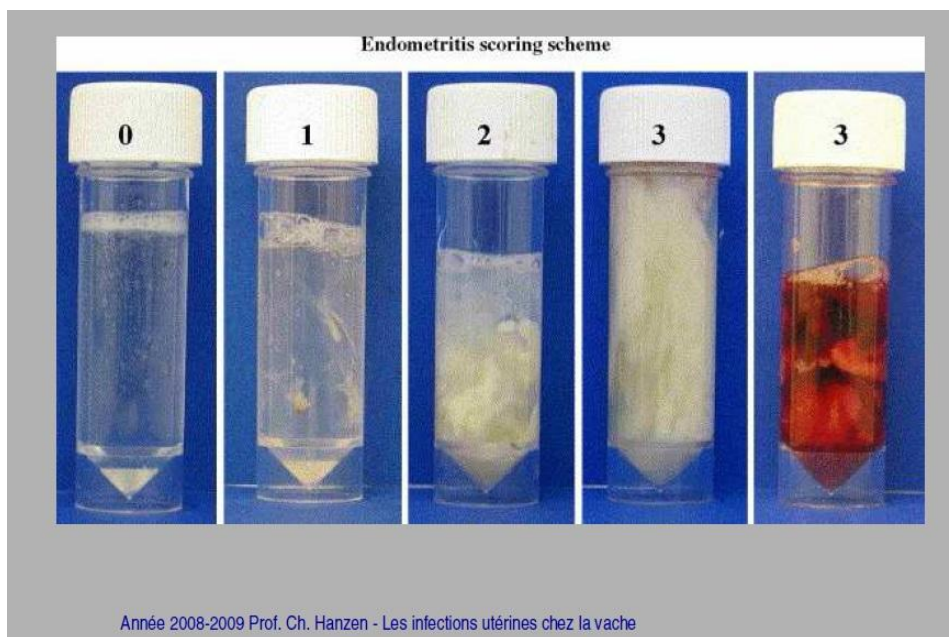 Endometritis scoring scheme
0 1 2 3 3
Année 2008-2009 Prof. Ch. Hanzen - Les infections utérines chez la vache